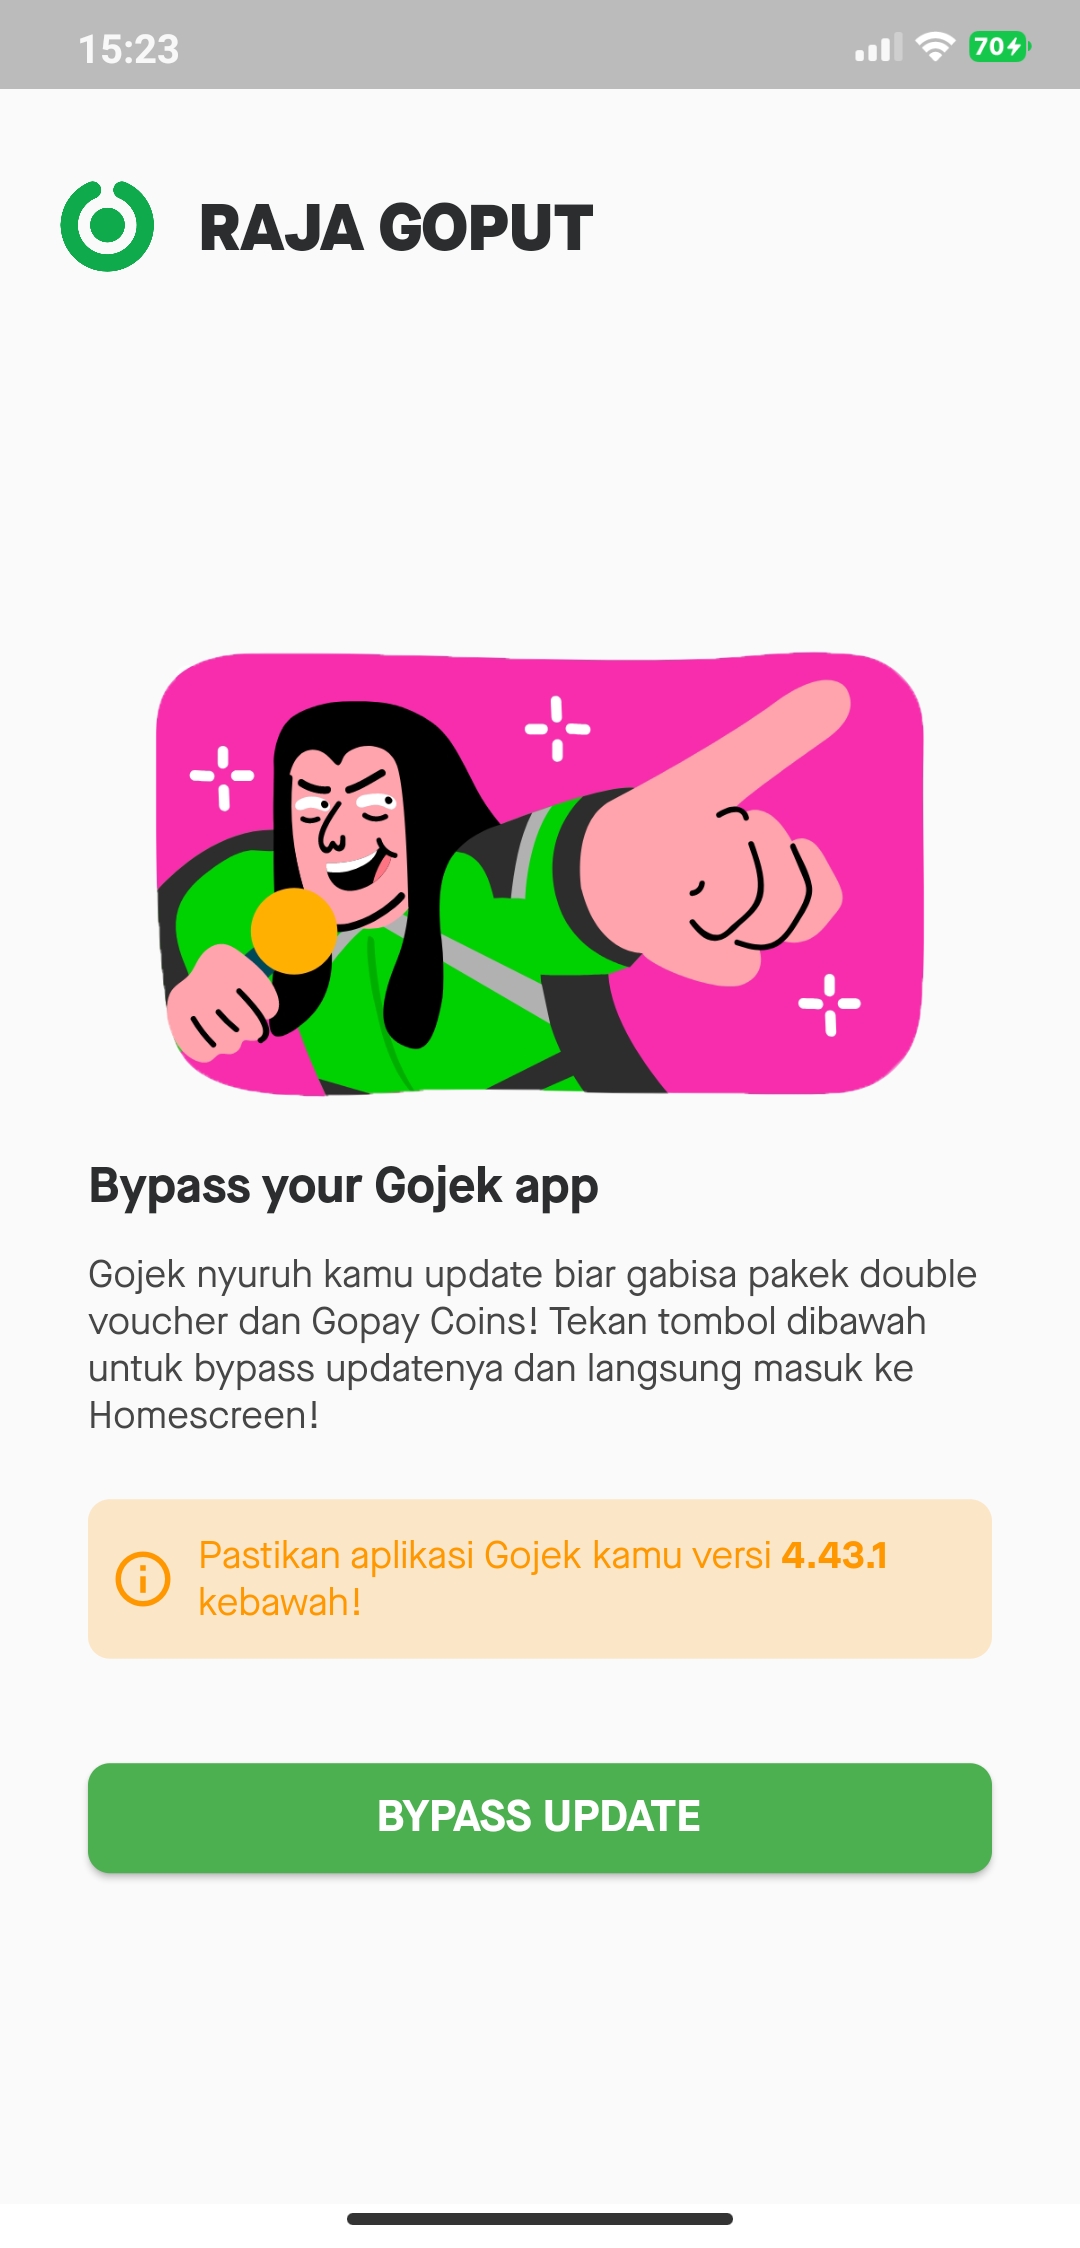 15:23
70
RAJA GOPUT
Bypass your Gojek app
Gojek nyuruh kamu update biar gabisa pakek double
voucher dan Gopay Coins! Tekan tombol dibawah
untuk bypass updatenya dan langsung masuk ke
Homescreen!
Pastikan aplikasi Gojek kamu versi 4.43.1
kebawah!
BYPASS UPDATE